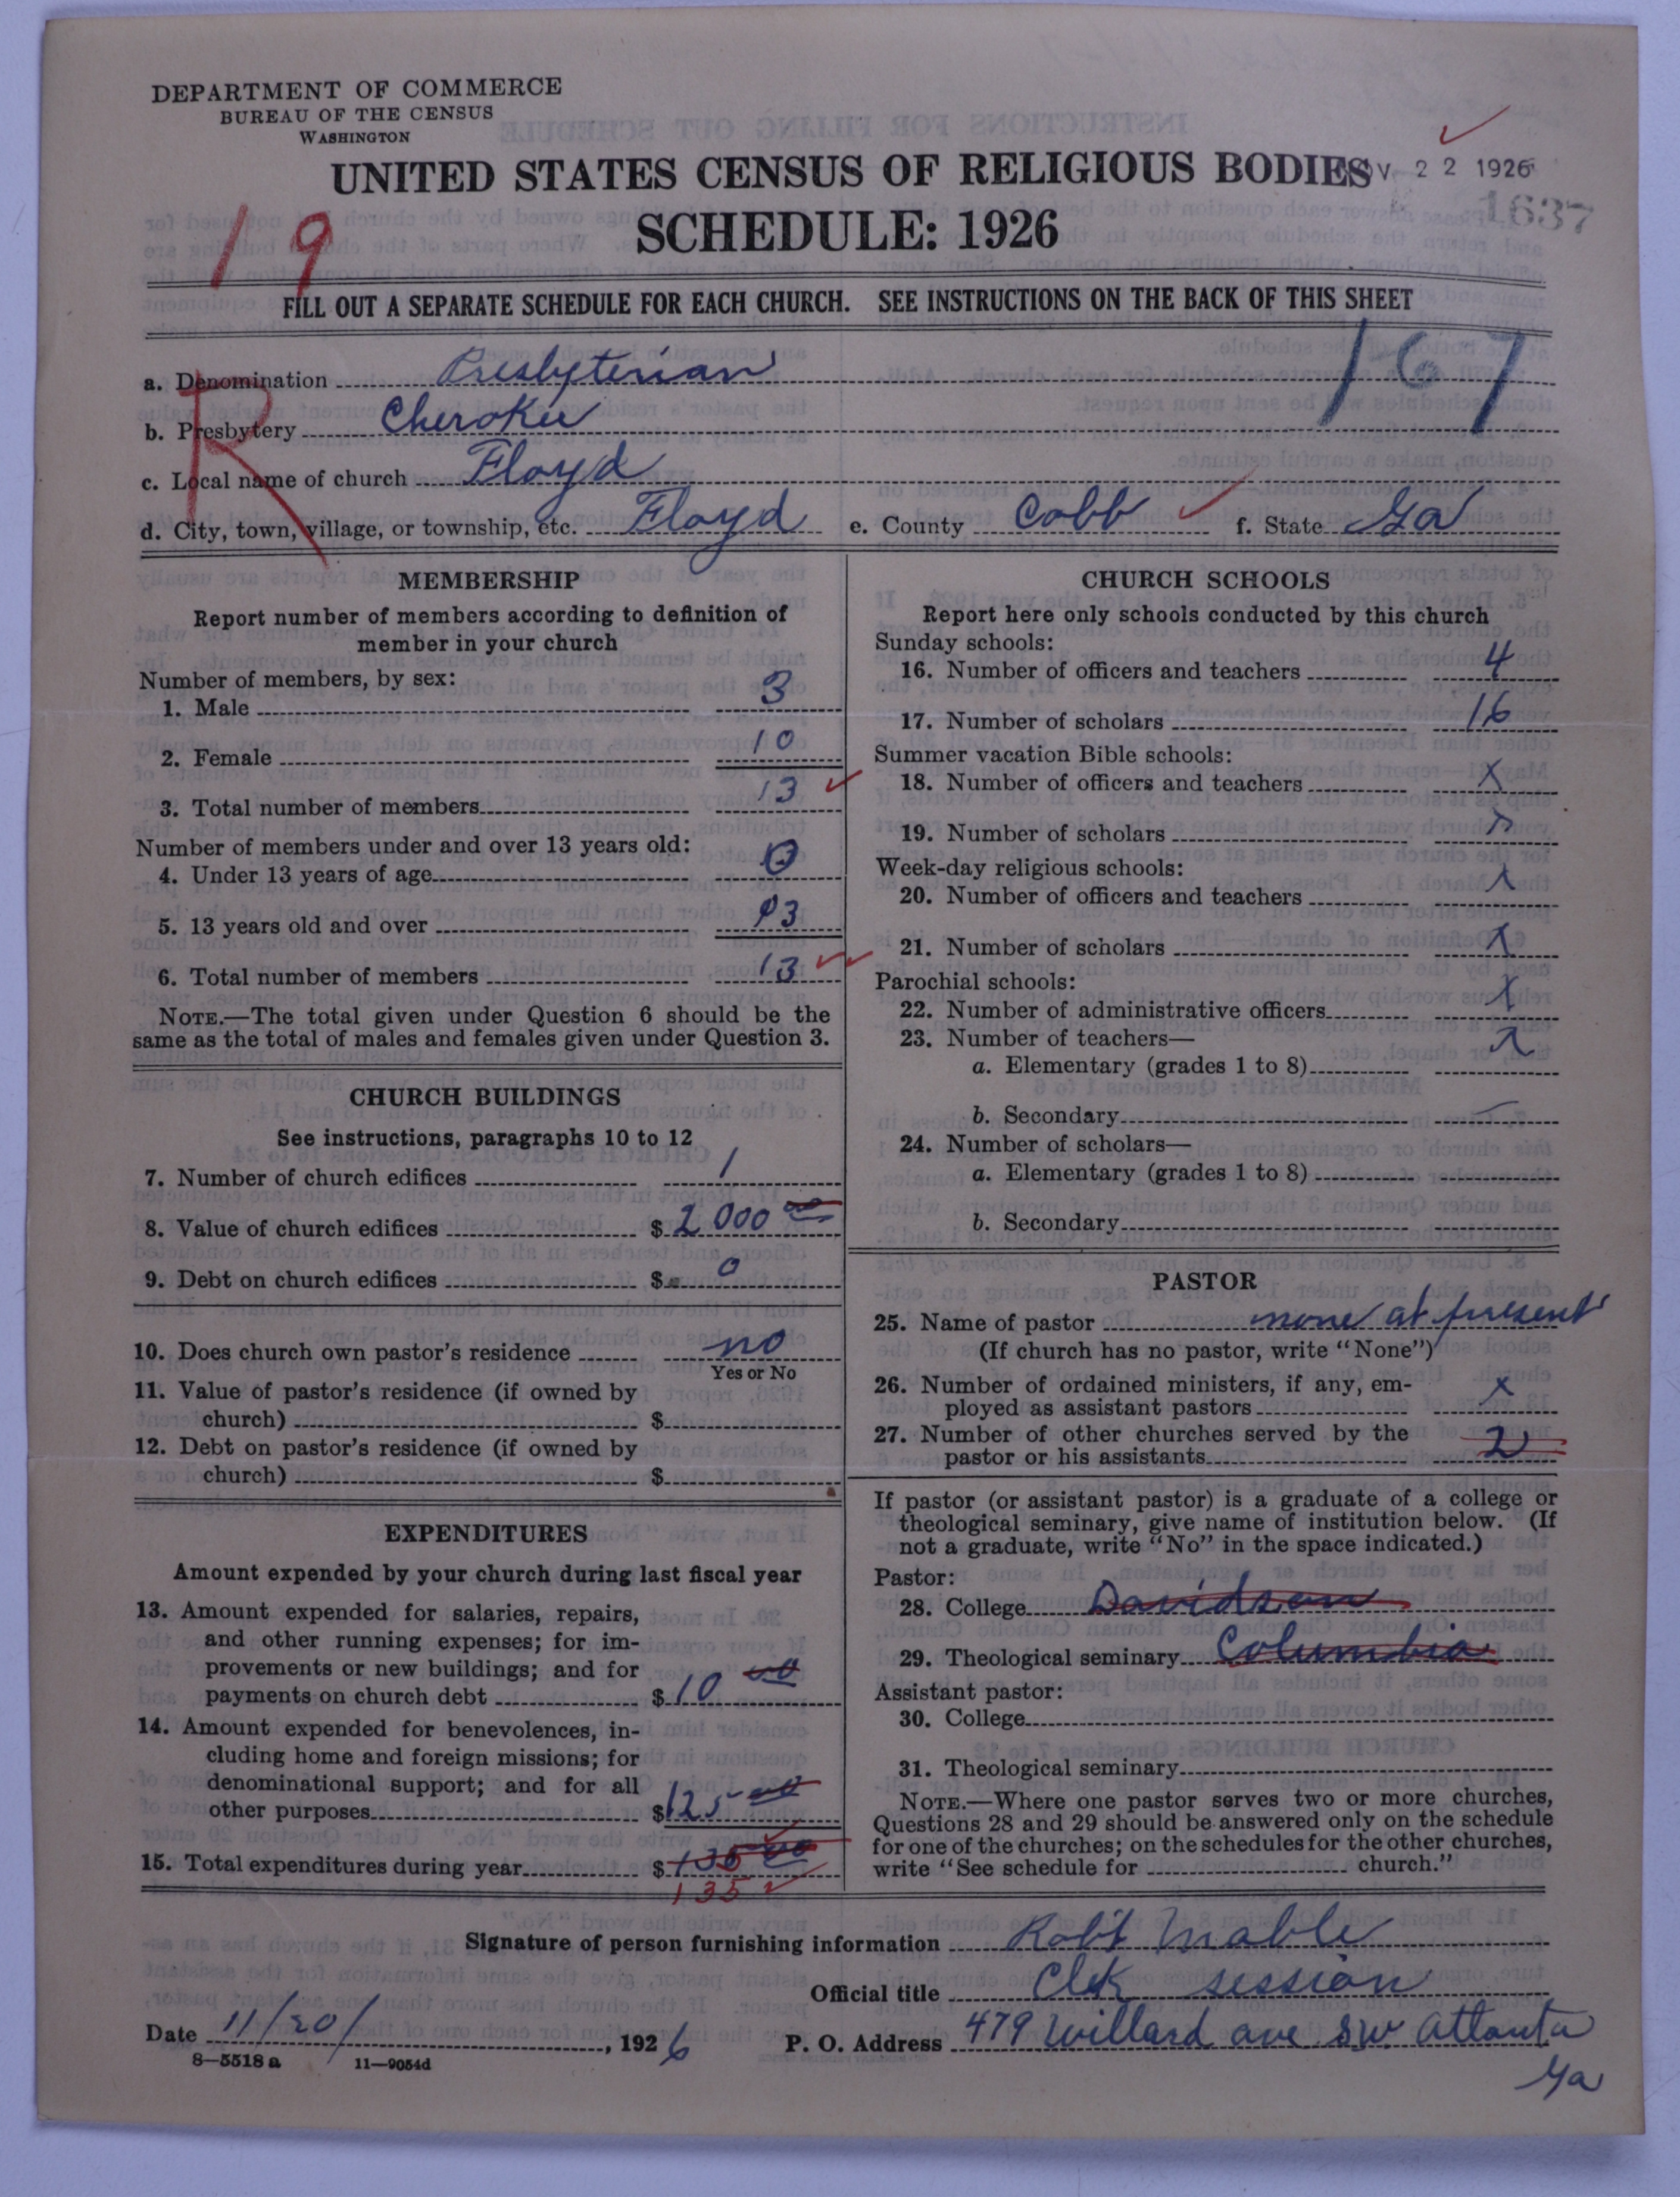 DEPARTMENT OF COMMERCE
BUREAU OF THE CENSUS
WASHINGTON
UNITED STATES CENSUS OF RELIGIOUS BODIES
V. 22 1926
SCHEDULE: 1926
1637
19
FILL OUT A SEPARATE SCHEDULE FOR EACH CHURCH. SEE INSTRUCTIONS ON THE BACK OF THIS SHEET
167
R
a. Denomination Presbyterian
b. Presbytery Cherokee
c. Local name of church Floyd
d. City, town, village, or township, etc. Floyd e. County Cobb f. State Ga
MEMBERSHIP
Report number of members according to definition of
member in your church
Number of members, by sex:
1. Male 3
2. Female 10
3. Total number of members 13
Number of members under and over 13 years old:
4. Under 13 years of age 0
5. 13 years old and over 13
6. Total number of members 13
NOTE.—The total given under Question 6 should be the
same as the total of males and females given under Question 3.
CHURCH BUILDINGS
See instructions, paragraphs 10 to 12
7. Number of church edifices 1
8. Value of church edifices $ 2000 00
9. Debt on church edifices $ 0
10. Does church own pastor's residence no
Yes or No
11. Value of pastor's residence (if owned by
church) $
12. Debt on pastor's residence (if owned by
church) $
EXPENDITURES
Amount expended by your church during last fiscal year
13. Amount expended for salaries, repairs,
and other running expenses; for im-
provements or new buildings; and for
payments on church debt $ 10 00
14. Amount expended for benevolences, in-
cluding home and foreign missions; for
denominational support; and for all
other purposes $ 125 00
15. Total expenditures during year $ 135 00
135
CHURCH SCHOOLS
Report here only schools conducted by this church
Sunday schools:
16. Number of officers and teachers 4
17. Number of scholars 16
Summer vacation Bible schools:
18. Number of officers and teachers x
19. Number of scholars x
Week-day religious schools:
20. Number of officers and teachers x
21. Number of scholars x
Parochial schools:
22. Number of administrative officers x
23. Number of teachers—
a. Elementary (grades 1 to 8) x
b. Secondary
24. Number of scholars—
a. Elementary (grades 1 to 8)
b. Secondary
PASTOR
25. Name of pastor none at present
(If church has no pastor, write "None")
26. Number of ordained ministers, if any, em-
ployed as assistant pastors x
27. Number of other churches served by the
pastor or his assistants 2
If pastor (or assistant pastor) is a graduate of a college or
theological seminary, give name of institution below. (If
not a graduate, write "No" in the space indicated.)
Pastor:
28. College Davidson
29. Theological seminary Columbia
Assistant pastor:
30. College
31. Theological seminary
NOTE.—Where one pastor serves two or more churches,
Questions 28 and 29 should be answered only on the schedule
for one of the churches; on the schedules for the other churches,
write "See schedule for church."
Signature of person furnishing information Robt Mable
Official title Clk session
Date 11/20/, 1926 P. O. Address 479 Willard ave S.W. Atlanta
Ga
8—5518 a 11—9054d